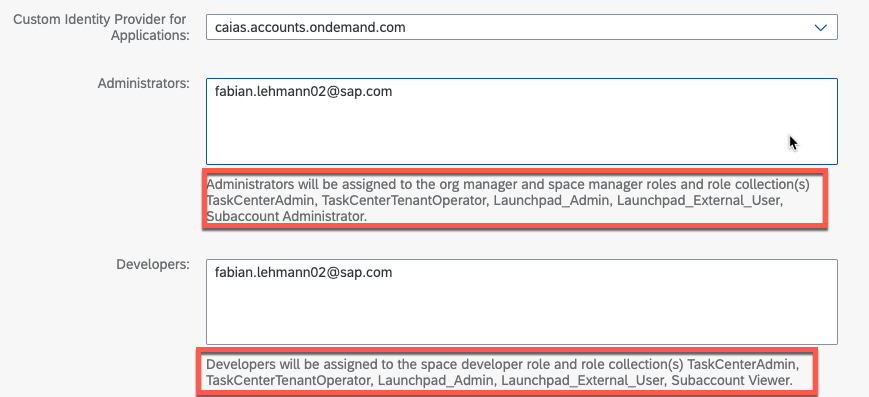 Custom Identity Provider for
Applications:
caias.accounts.ondemand.com
Administrators:
fabian.lehmann02@sap.com
Administrators will be assigned to the org manager and space manager roles and role collection(s)
TaskCenterAdmin, TaskCenterTenantOperator, Launchpad_Admin, Launchpad_External_User,
Subaccount Administrator.
Developers:
fabian.lehmann02@sap.com
Developers will be assigned to the space developer role and role collection(s) TaskCenterAdmin,
TaskCenterTenantOperator, Launchpad_Admin, Launchpad_External_User, Subaccount Viewer.